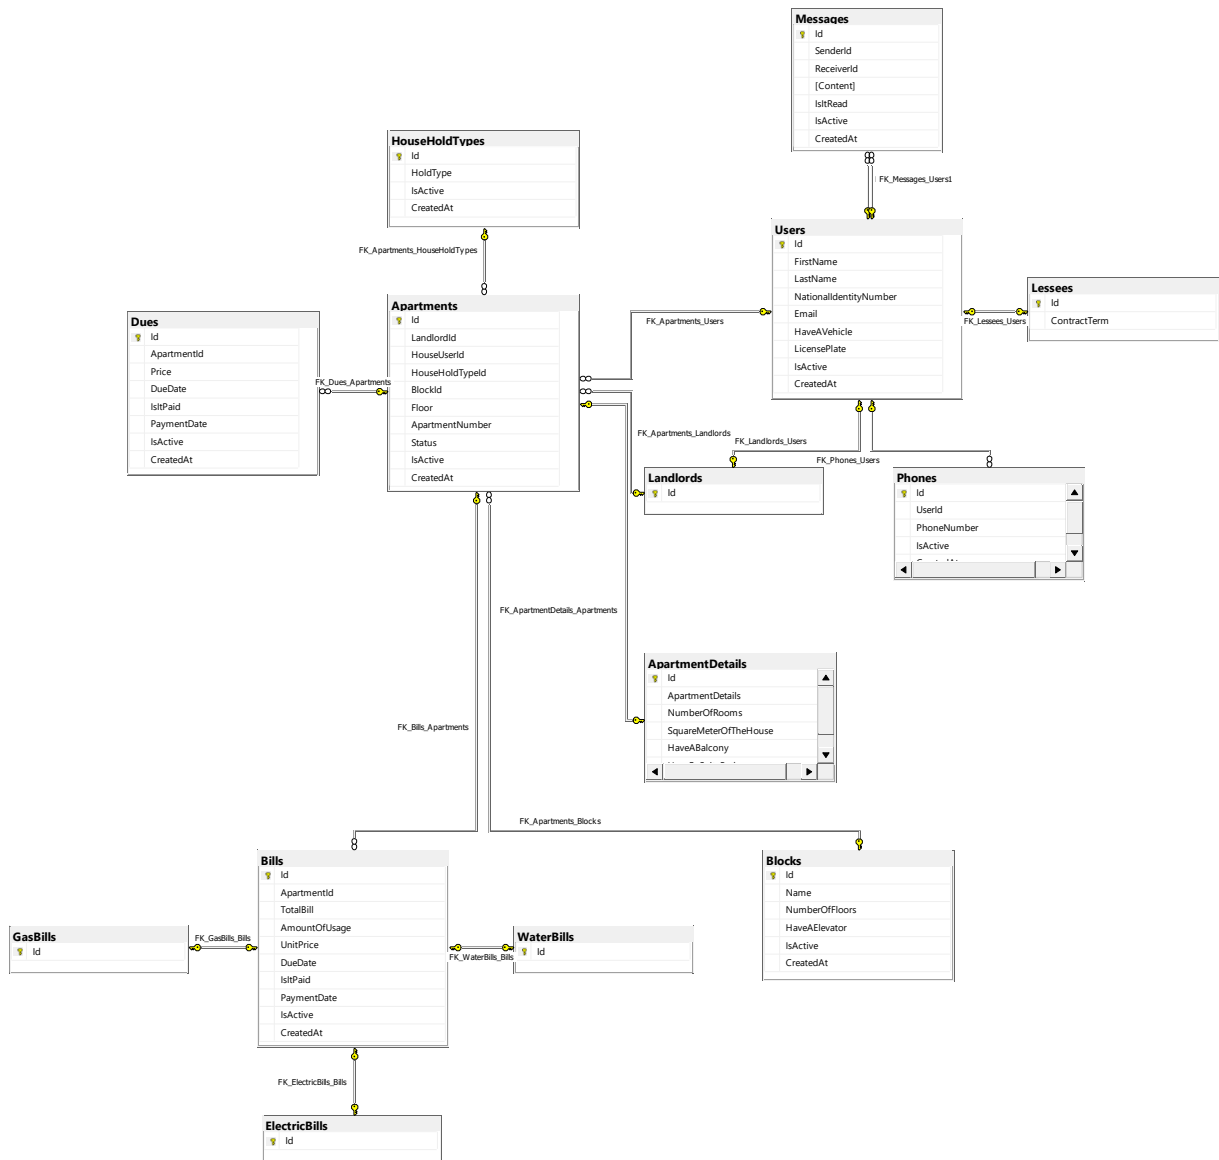 Messages
Id
SenderId
ReceiverId
[Content]
IsItRead
IsActive
CreatedAt
FK_Messages_Users1
HouseHoldTypes
Id
HoldType
IsActive
CreatedAt
FK_Apartments_HouseHoldTypes
Users
Id
FirstName
LastName
NationalIdentityNumber
Email
HaveAVehicle
LicensePlate
IsActive
CreatedAt
Lessees
Id
ContractTerm
FK_Lessees_Users
FK_Apartments_Users
Apartments
Id
LandlordId
HouseUserId
HouseHoldTypeId
BlockId
Floor
ApartmentNumber
Status
IsActive
CreatedAt
Dues
Id
ApartmentId
Price
DueDate
IsItPaid
PaymentDate
IsActive
CreatedAt
FK_Dues_Apartments
FK_Apartments_Landlords
FK_Landlords_Users
FK_Phones_Users
Landlords
Id
Phones
Id
UserId
PhoneNumber
IsActive
FK_ApartmentDetails_Apartments
ApartmentDetails
Id
ApartmentDetails
NumberOfRooms
SquareMeterOfTheHouse
HaveABalcony
FK_Bills_Apartments
FK_Apartments_Blocks
Bills
Id
ApartmentId
TotalBill
AmountOfUsage
UnitPrice
DueDate
IsItPaid
PaymentDate
IsActive
CreatedAt
Blocks
Id
Name
NumberOfFloors
HaveAElevator
IsActive
CreatedAt
GasBills
Id
FK_GasBills_Bills
WaterBills
Id
FK_WaterBills_Bills
FK_ElectricBills_Bills
ElectricBills
Id